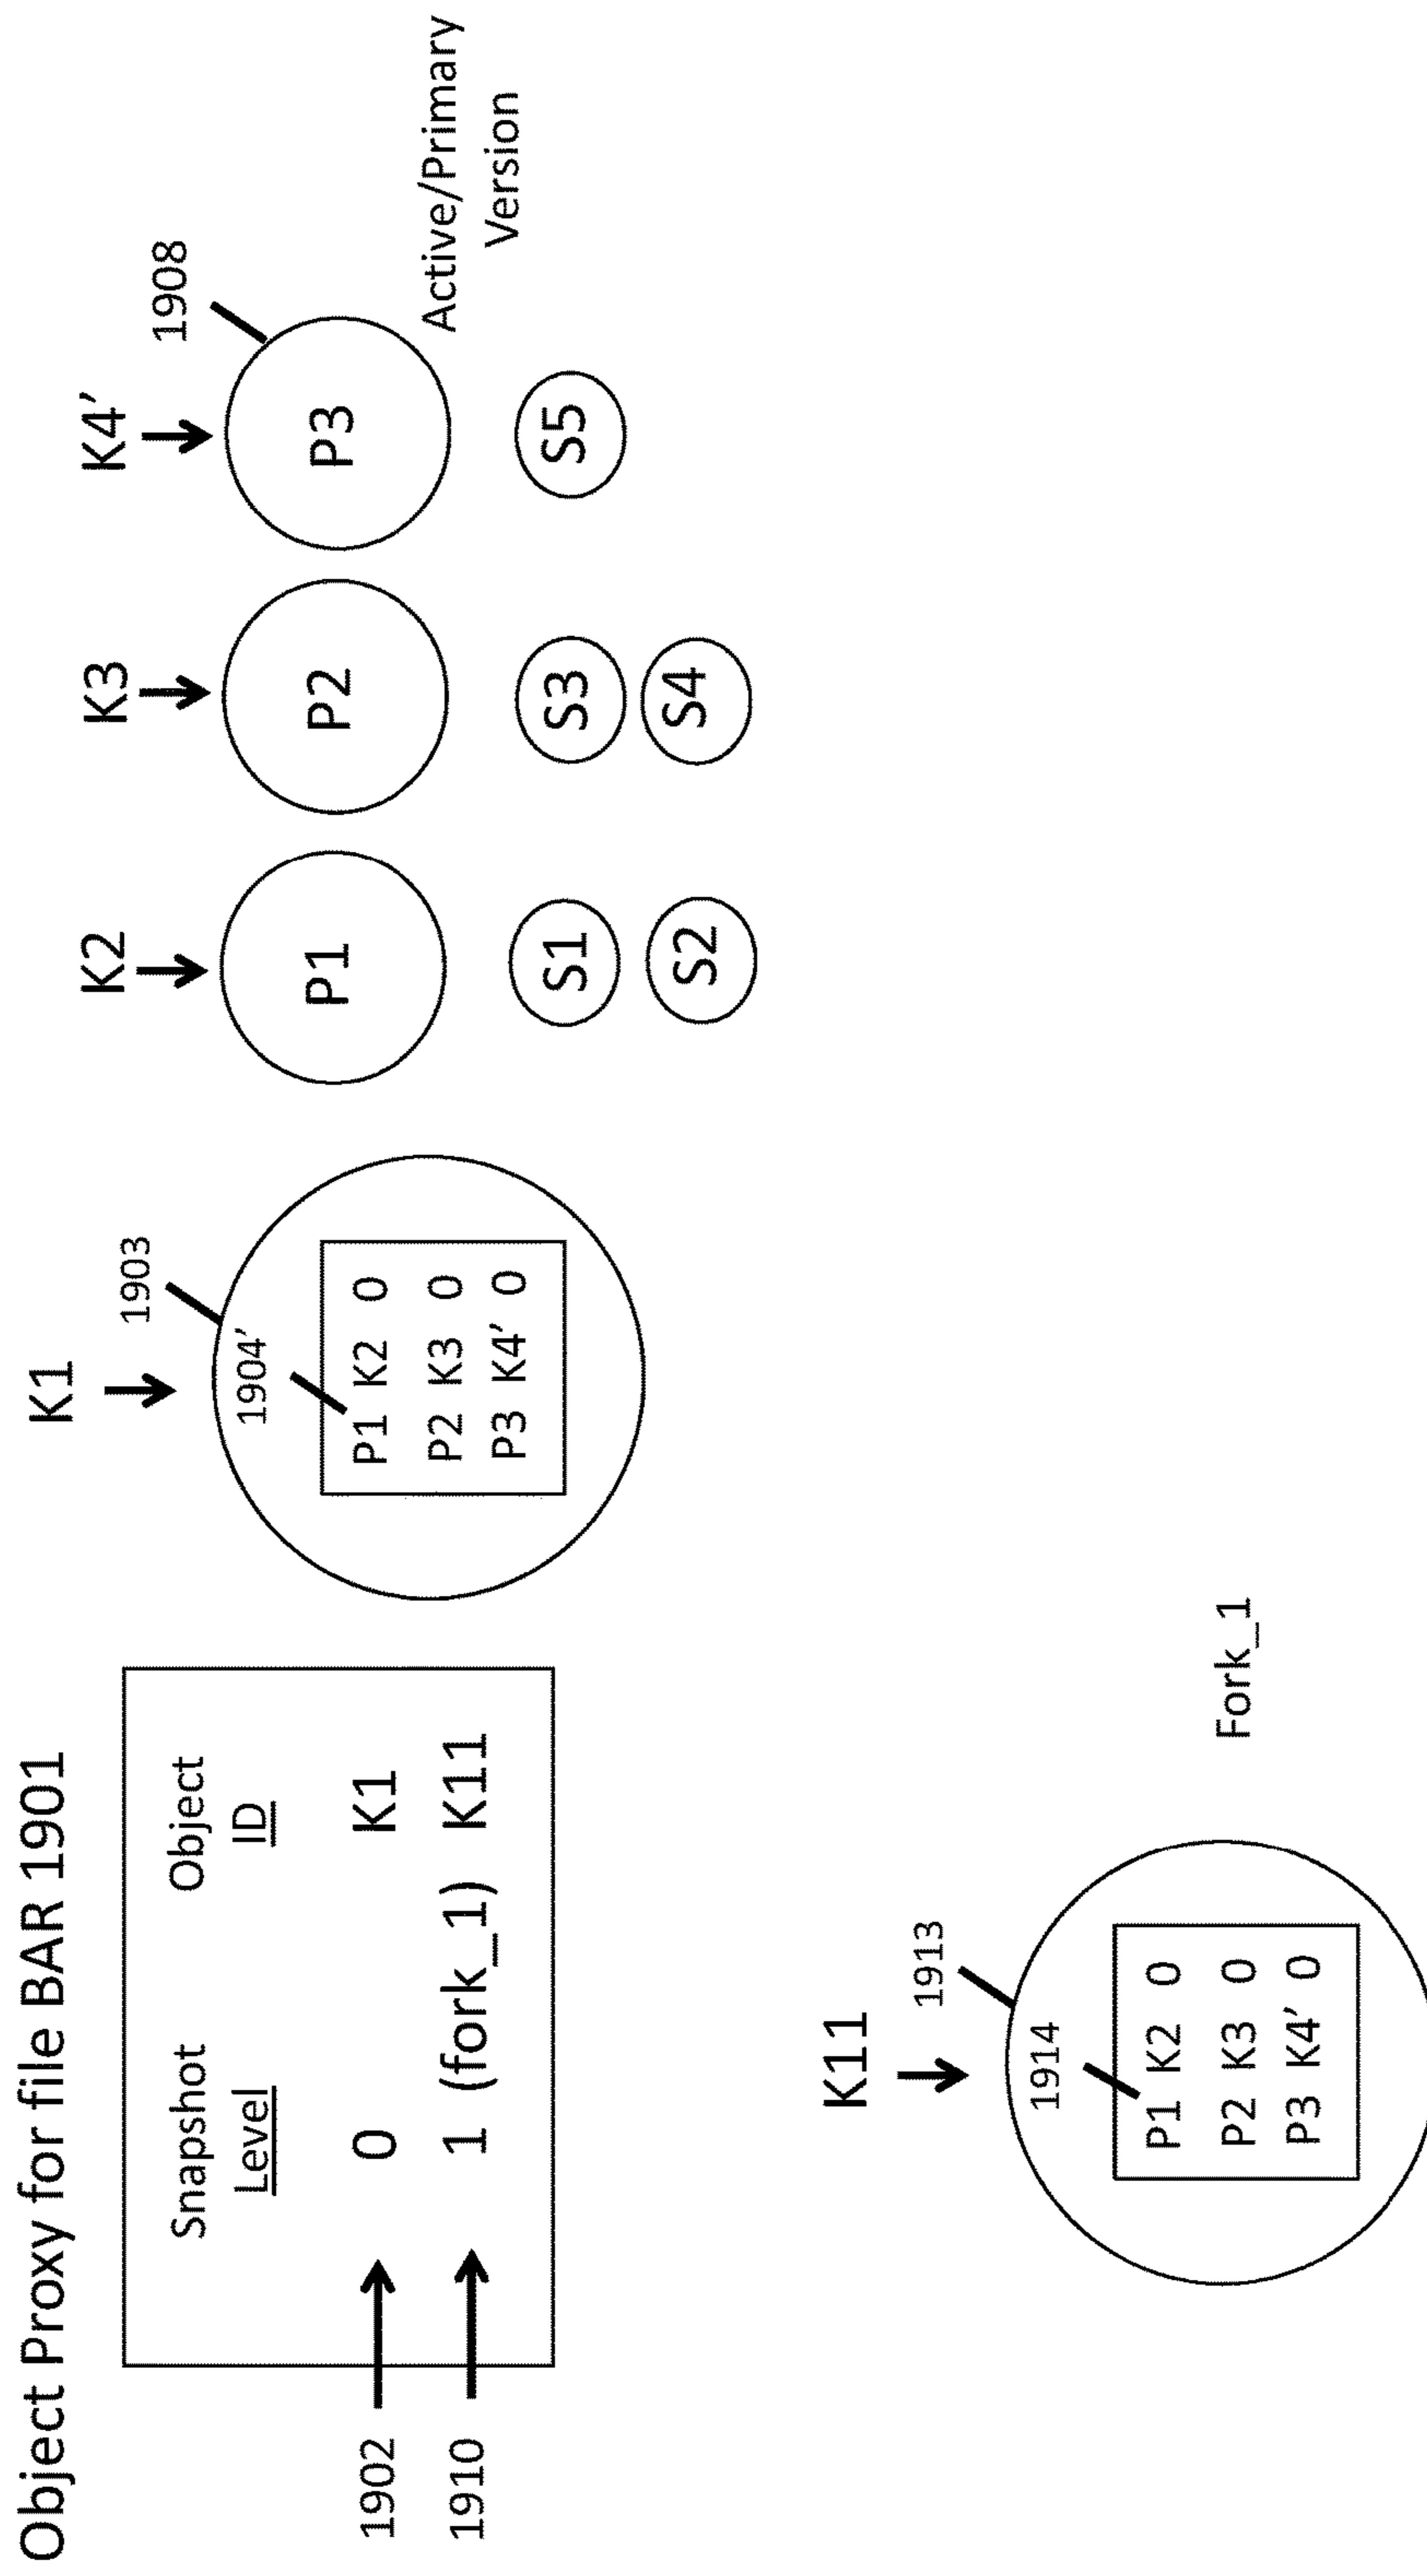 Object Proxy for file BAR 1901
Snapshot Level
Object ID
1902
0 K1
1910
1 (fork_1) K11
K1
1903
1904'
P1 K2 0
P2 K3 0
P3 K4' 0
K2
P1
S1
S2
K3
P2
S3
S4
K4'
1908
P3
S5
Active/Primary
Version
K11
1913
1914
P1 K2 0
P2 K3 0
P3 K4' 0
Fork_1